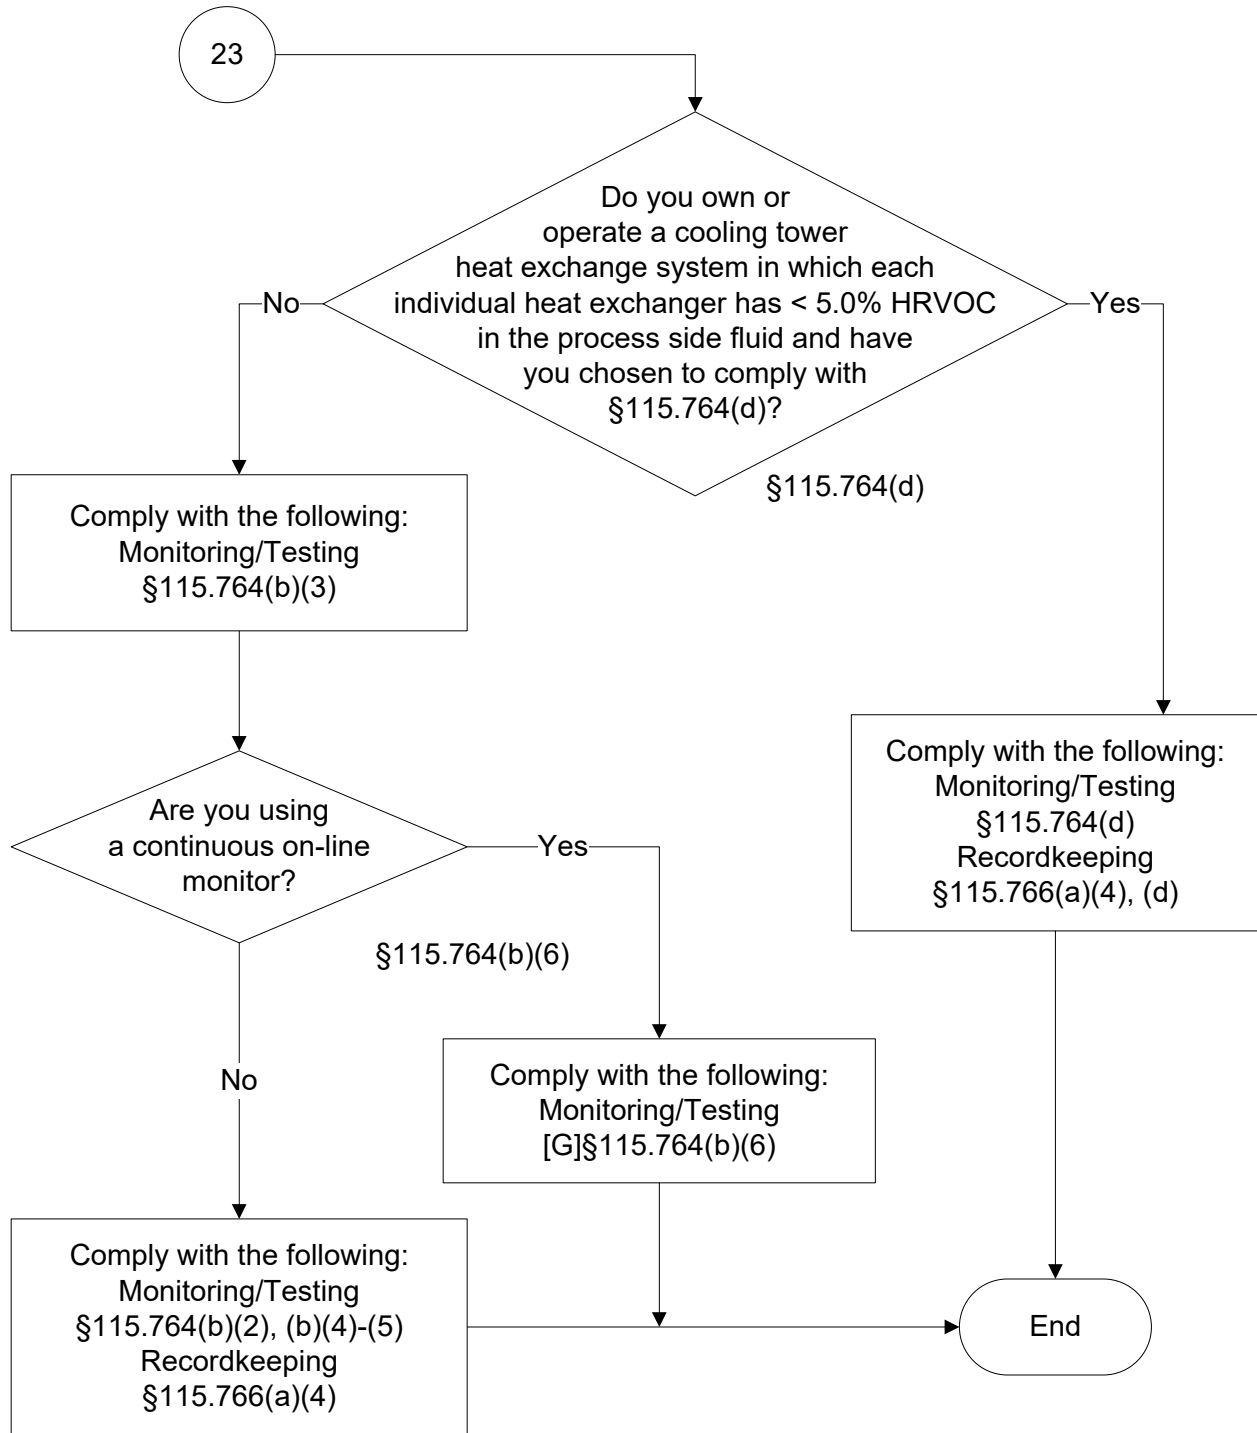 23
Do you own or
operate a cooling tower
heat exchange system in which each
individual heat exchanger has < 5.0% HRVOC
in the process side fluid and have
you chosen to comply with
§115.764(d)?
No
Yes
§115.764(d)
Comply with the following:
Monitoring/Testing
§115.764(b)(3)
Comply with the following:
Monitoring/Testing
§115.764(d)
Recordkeeping
§115.766(a)(4), (d)
Are you using
a continuous on-line
monitor?
Yes
§115.764(b)(6)
No
Comply with the following:
Monitoring/Testing
[G]§115.764(b)(6)
Comply with the following:
Monitoring/Testing
§115.764(b)(2), (b)(4)-(5)
Recordkeeping
§115.766(a)(4)
End